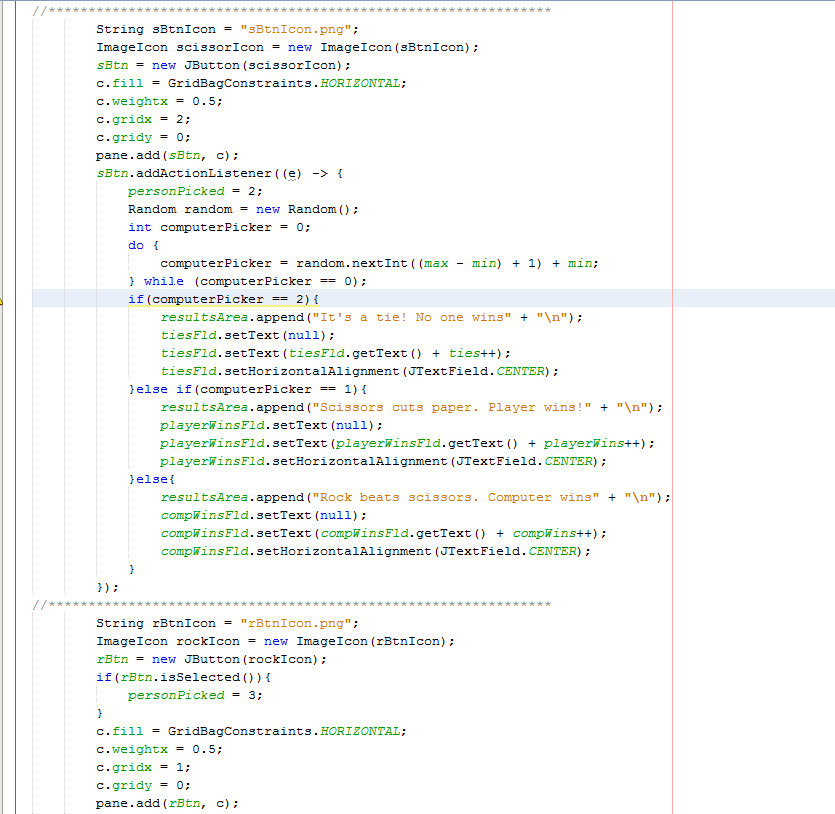 //***************************************************************
String sBtnIcon = "sBtnIcon.png";
ImageIcon scissorIcon = new ImageIcon(sBtnIcon);
sBtn = new JButton(scissorIcon);
c.fill = GridBagConstraints.HORIZONTAL;
c.weightx = 0.5;
c.gridx = 2;
c.gridy = 0;
pane.add(sBtn, c);
sBtn.addActionListener((e) -> {
personPicked = 2;
Random random = new Random();
int computerPicker = 0;
do {
computerPicker = random.nextInt((max - min) + 1) + min;
} while (computerPicker == 0);
if(computerPicker == 2){
resultsArea.append("It's a tie! No one wins" + "\n");
tiesFld.setText(null);
tiesFld.setText(tiesFld.getText() + ties++);
tiesFld.setHorizontalAlignment(JTextField.CENTER);
}else if(computerPicker == 1){
resultsArea.append("Scissors cuts paper. Player wins!" + "\n");
playerWinsFld.setText(null);
playerWinsFld.setText(playerWinsFld.getText() + playerWins++);
playerWinsFld.setHorizontalAlignment(JTextField.CENTER);
}else{
resultsArea.append("Rock beats scissors. Computer wins" + "\n");
compWinsFld.setText(null);
compWinsFld.setText(compWinsFld.getText() + compWins++);
compWinsFld.setHorizontalAlignment(JTextField.CENTER);
}
});
//***************************************************************
String rBtnIcon = "rBtnIcon.png";
ImageIcon rockIcon = new ImageIcon(rBtnIcon);
rBtn = new JButton(rockIcon);
if(rBtn.isSelected()){
personPicked = 3;
}
c.fill = GridBagConstraints.HORIZONTAL;
c.weightx = 0.5;
c.gridx = 1;
c.gridy = 0;
pane.add(rBtn, c);